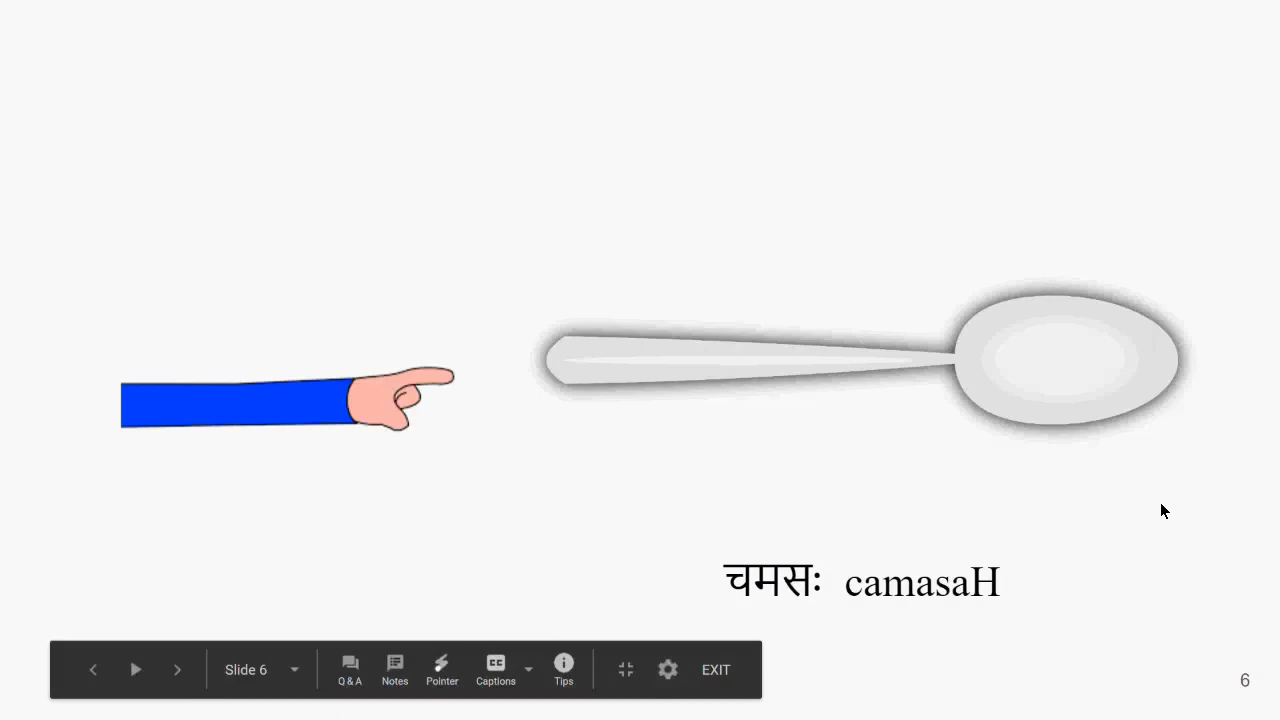 चमसः camasaH
Slide 6
Q & A
Notes
Pointer
Captions
Tips
EXIT
6